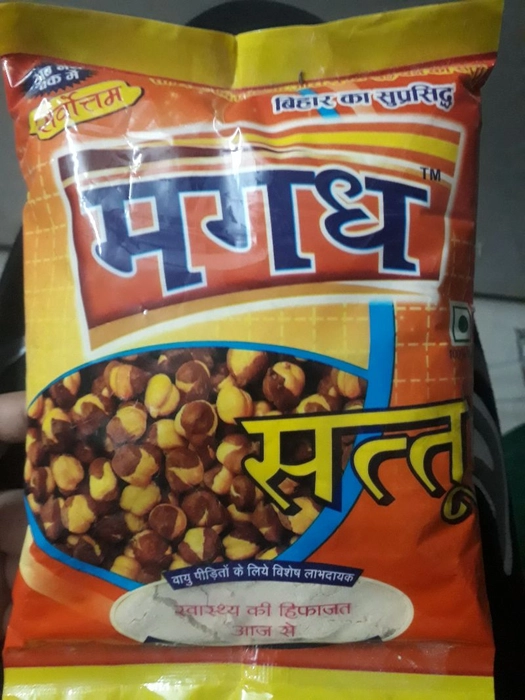 सर्वोत्तम
बिहार का सुप्रसिद्ध
मगध TM
सत्तू
वायु पीड़ितों के लिये विशेष लाभदायक
स्वास्थ्य की हिफाजत
आज से